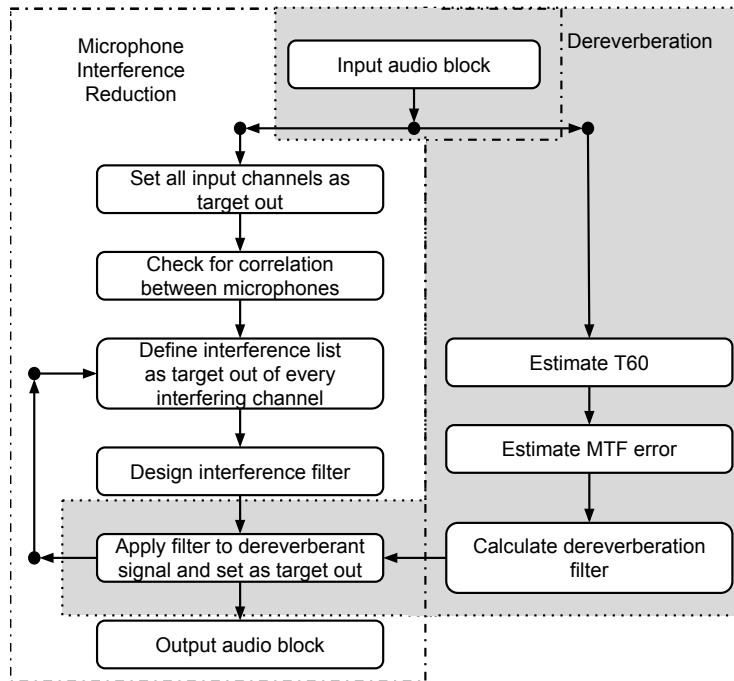 Microphone
Interference
Reduction
Dereverberation
Input audio block
Set all input channels as
target out
Check for correlation
between microphones
Define interference list
as target out of every
interfering channel
Estimate T60
Estimate MTF error
Design interference filter
Apply filter to dereverberant
signal and set as target out
Calculate dereverberation
filter
Output audio block